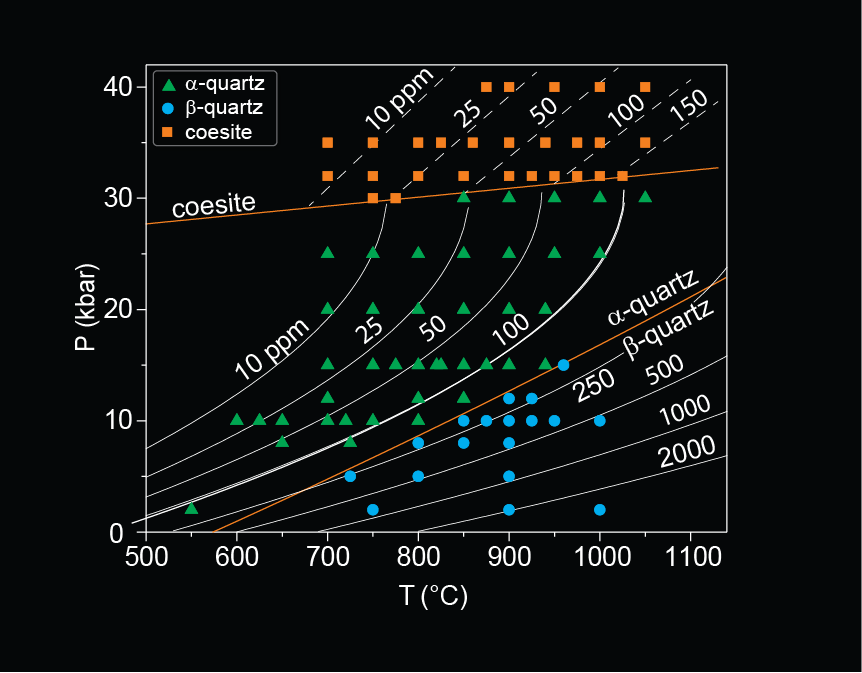 α-quartz
β-quartz
coesite
10 ppm
25
50
100
150
coesite
10 ppm
25
50
100
α-quartz
β-quartz
250
500
1000
2000
40
30
20
10
0
P (kbar)
500 600 700 800 900 1000 1100
T (°C)